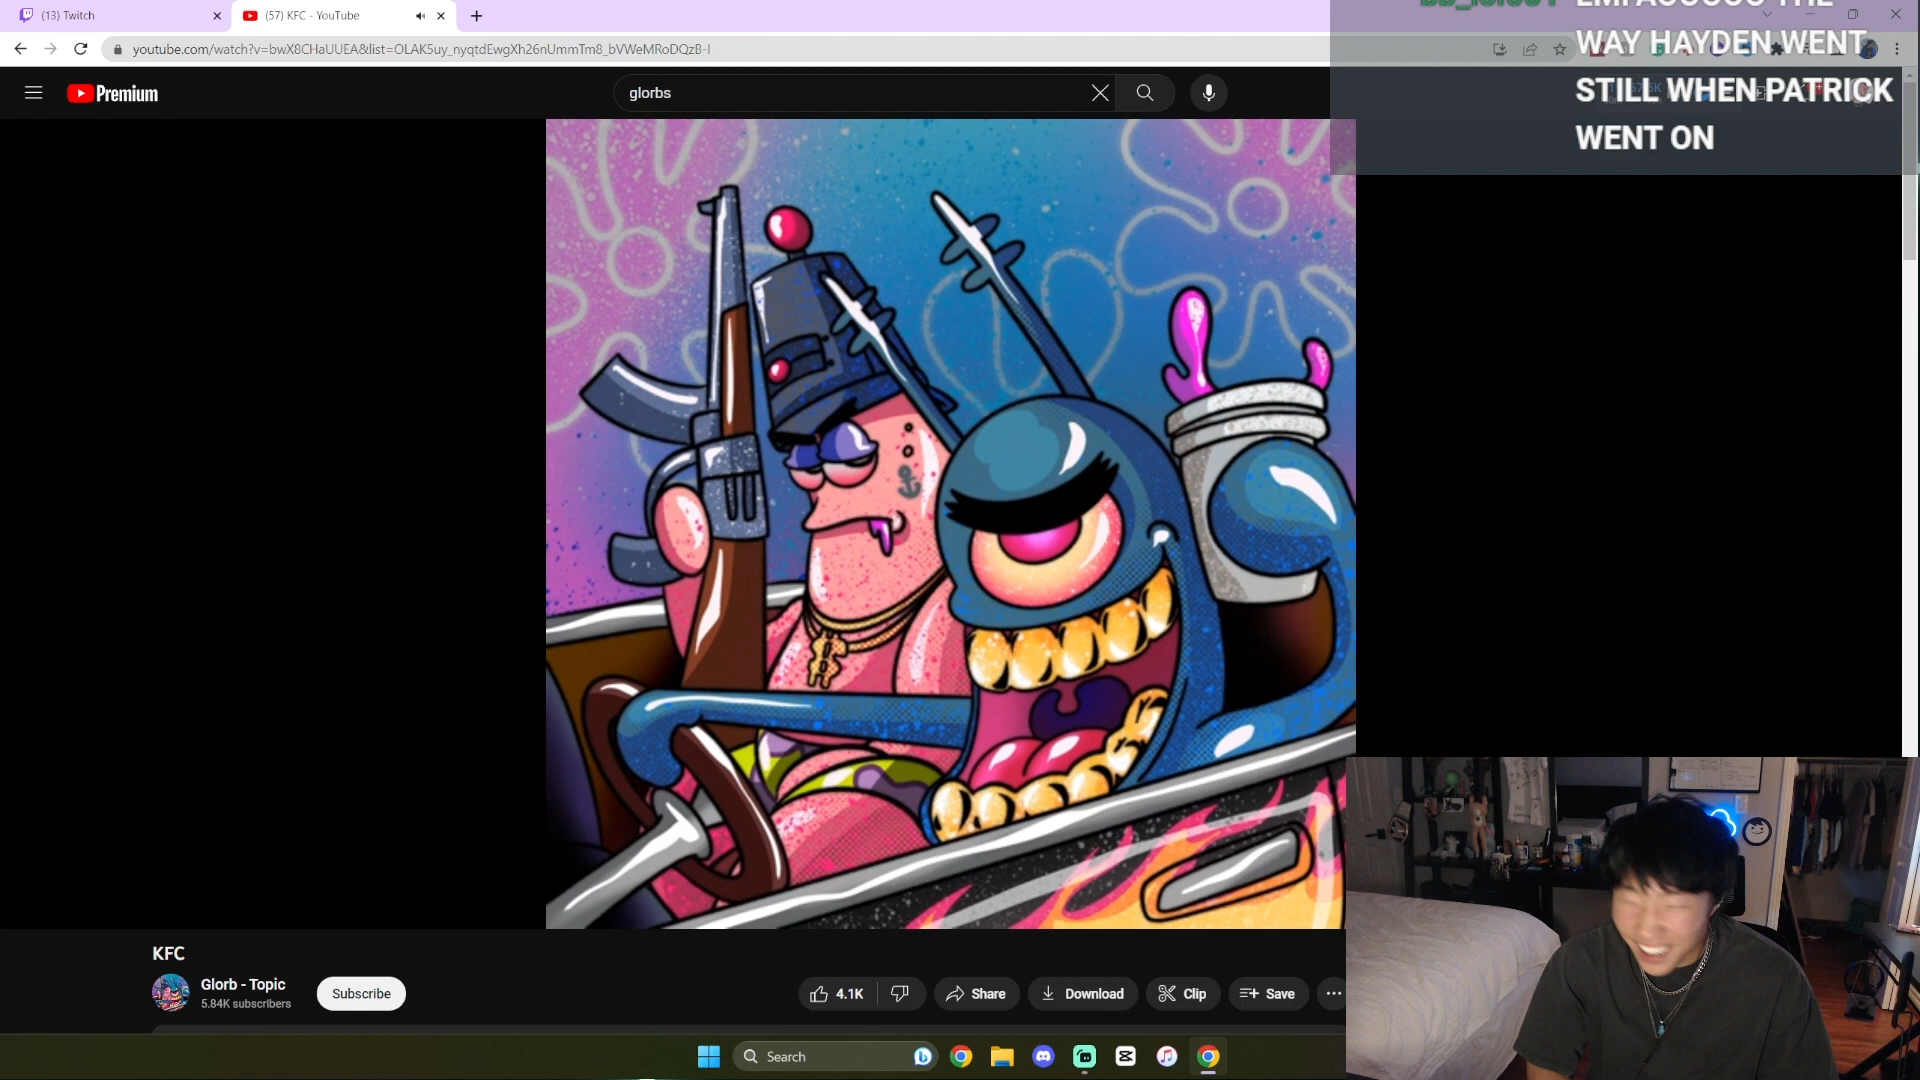 (13) Twitch
(57) KFC - YouTube
youtube.com/watch?v=bwX8CHaUUEA&list=OLAK5uy_nyqtdEwgXh26nUmmTm8_bVWeMRoDQzB-I
WAY HAYDEN WENT
STILL WHEN PATRICK
WENT ON
Premium
glorbs
KFC
Glorb - Topic
5.84K subscribers
Subscribe
4.1K
Share
Download
Clip
Save
Search